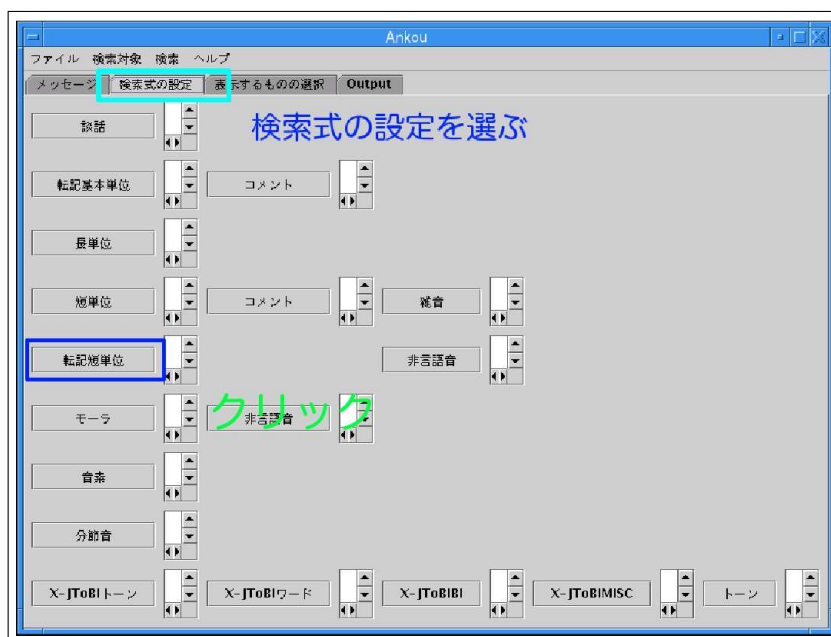 Ankou
ファイル 検索対象 検索 ヘルプ
メッセージ 検索式の設定 表示するものの選択 Output
談話
検索式の設定を選ぶ
転記基本単位 コメント
長単位
短単位 コメント 雑音
転記短単位 非言語音
クリック
モーラ 非言語音
音素
分節音
X-JToBIトーン X-JToBIワード X-JToBIBI X-JToBIMISC トーン